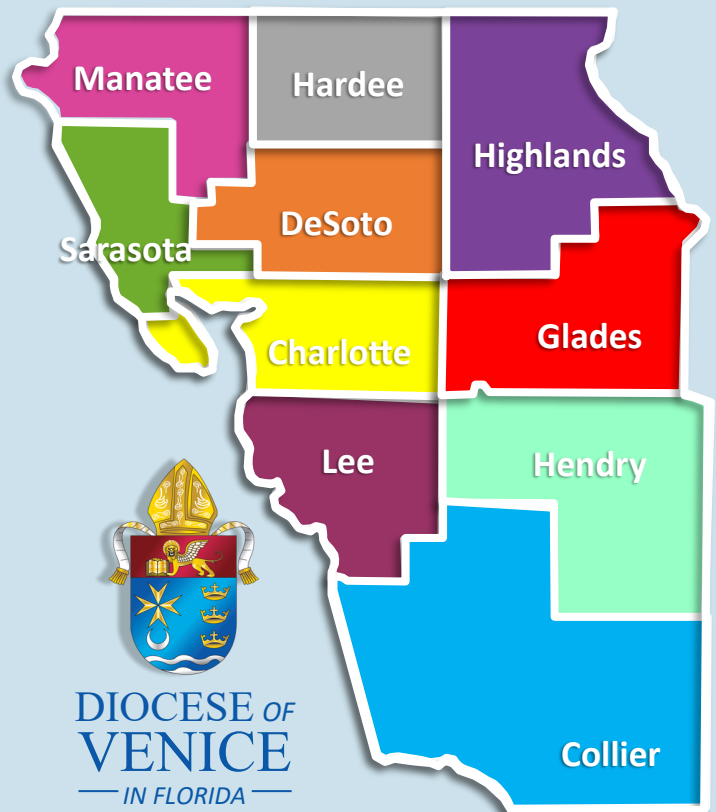 Manatee
Hardee
Highlands
Sarasota
DeSoto
Charlotte
Glades
Lee
Hendry
Collier
DIOCESE OF
VENICE
IN FLORIDA